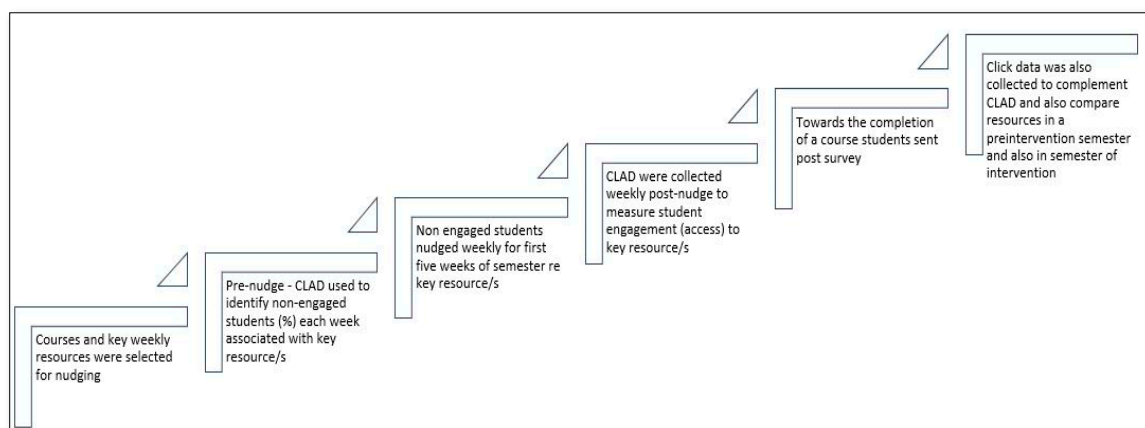 Courses and key weekly
resources were selected
for nudging
Pre-nudge - CLAD used to
identify non-engaged
students (%) each week
associated with key
resource/s
Non engaged students
nudged weekly for first
five weeks of semester re
key resource/s
CLAD were collected
weekly post-nudge to
measure student
engagement (access) to
key resource/s
Towards the completion
of a course students sent
post survey
Click data was also
collected to complement
CLAD and also compare
resources in a
preintervention semester
and also in semester of
intervention